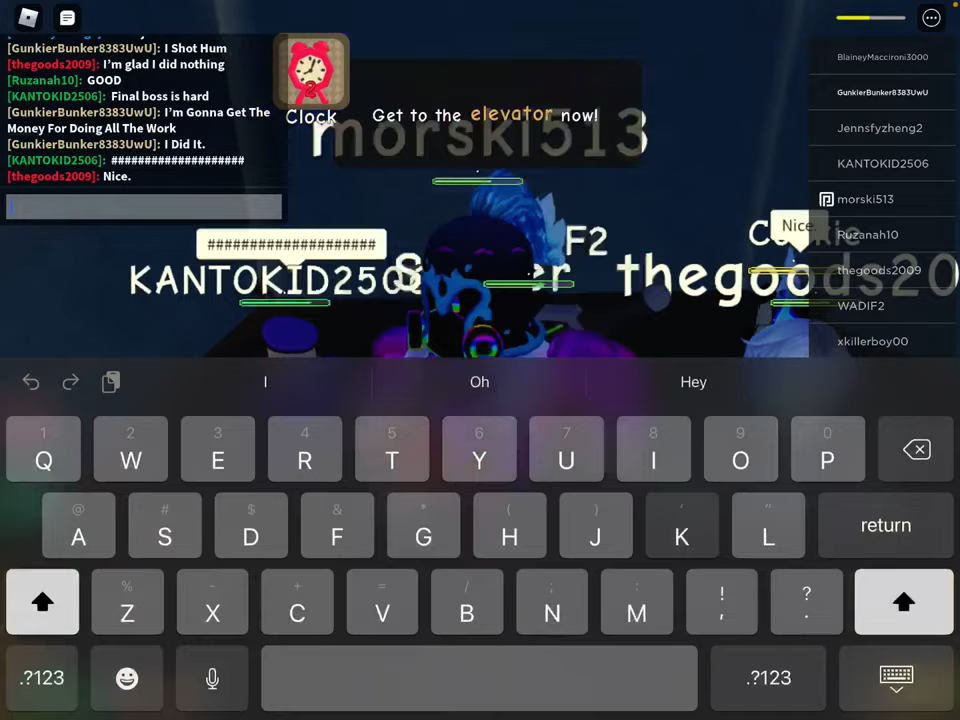 [GunkierBunker8383UwU]: I Shot Hum
[thegoods2009]: I'm glad I did nothing
[Ruzanah10]: GOOD
[KANTOKID2506]: Final boss is hard
[GunkierBunker8383UwU]: I'm Gonna Get The
Money For Doing All The Work
[GunkierBunker8383UwU]: I Did It.
[KANTOKID2506]: ####################
[thegoods2009]: Nice.
Clock
Get to the elevator now!
morski513
####################
KANTOKID250
F2
Nice.
thegoods20
BlaineyMaccironi3000
GunkierBunker8383UwU
Jennsfyzheng2
KANTOKID2506
morski513
Ruzanah10
thegoods2009
WADIF2
xkillerboy00
I Oh Hey
1 2 3 4 5 6 7 8 9 0
Q W E R T Y U I O P
@ # $ & * ( ) ' "
A S D F G H J K L return
% - + = / ; : ! ?
Z X C V B N M , .
.?123 .?123